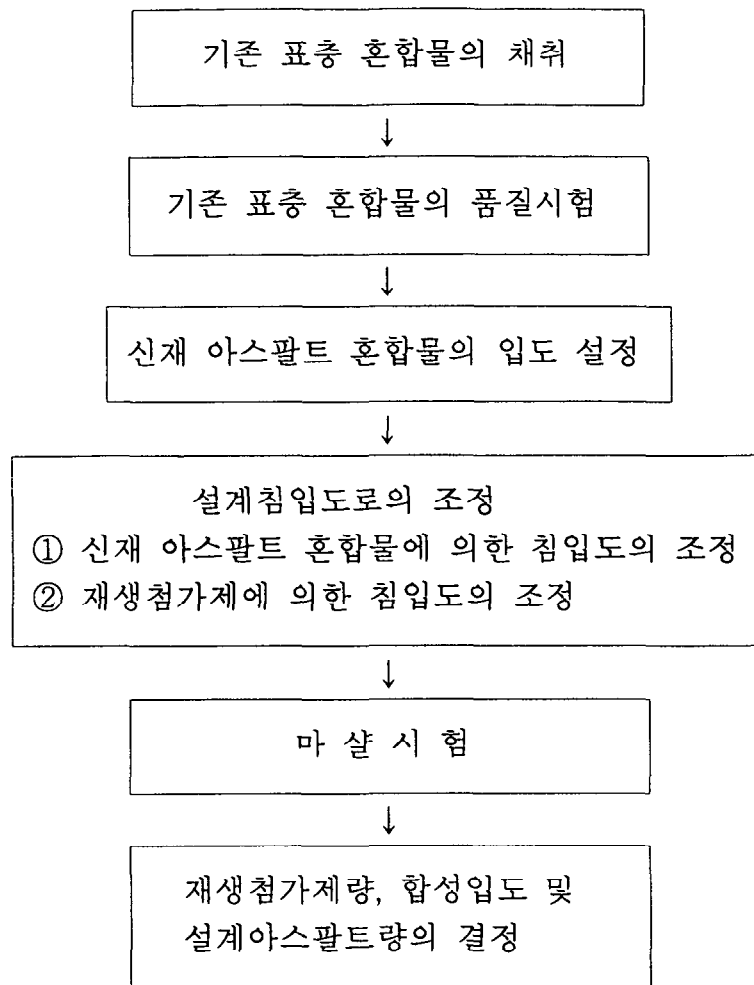 기존 표층 혼합물의 채취
↓
기존 표층 혼합물의 품질시험
↓
신재 아스팔트 혼합물의 입도 설정
↓
설계침입도로의 조정
① 신재 아스팔트 혼합물에 의한 침입도의 조정
② 재생첨가제에 의한 침입도의 조정
↓
마 샬 시 험
↓
재생첨가제량, 합성입도 및
설계아스팔트량의 결정